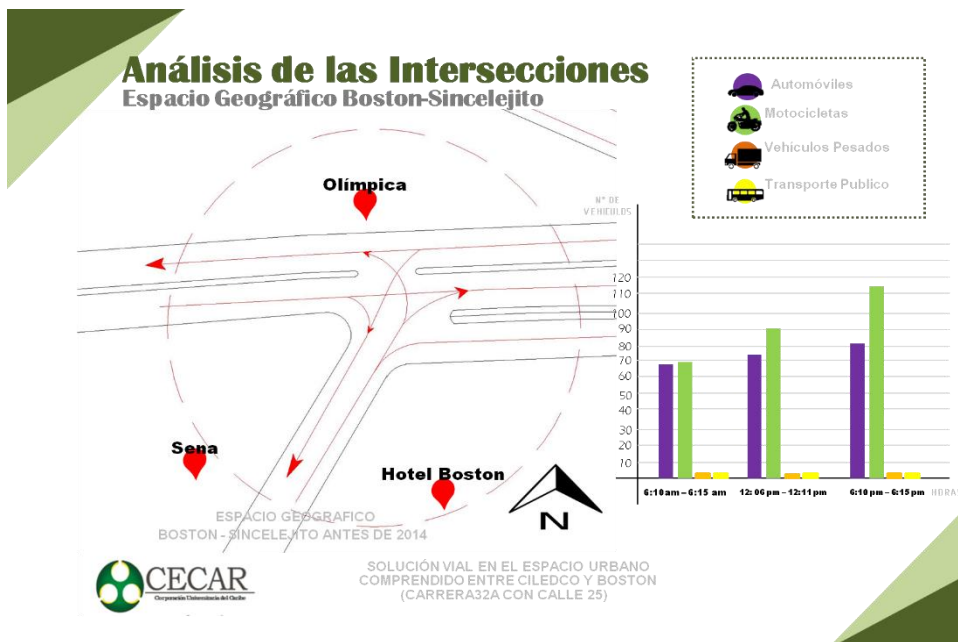 Análisis de las Intersecciones
Espacio Geográfico Boston-Sincelejito
Automóviles
Motocicletas
Vehículos Pesados
Transporte Publico
Olímpica
Sena
Hotel Boston
N
ESPACIO GEOGRAFICO
BOSTON - SINCELEJITO ANTES DE 2014
N° DE
VEHICULOS
120
110
100
90
80
70
60
50
40
30
20
10
6:10 am – 6:15 am
12: 06 pm – 12:11 pm
6:10 pm – 6:15 pm
HORAS
CECAR
Corporación Universitaria del Caribe
SOLUCIÓN VIAL EN EL ESPACIO URBANO
COMPRENDIDO ENTRE CILEDCO Y BOSTON
(CARRERA32A CON CALLE 25)